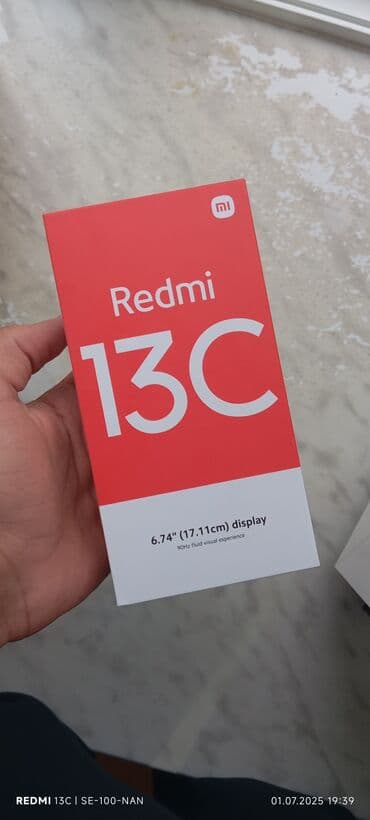 mi
Redmi
13C
6.74" (17.11cm) display
90Hz fluid visual experience
REDMI 13C | SE-100-NAN
01.07.2025 19:39